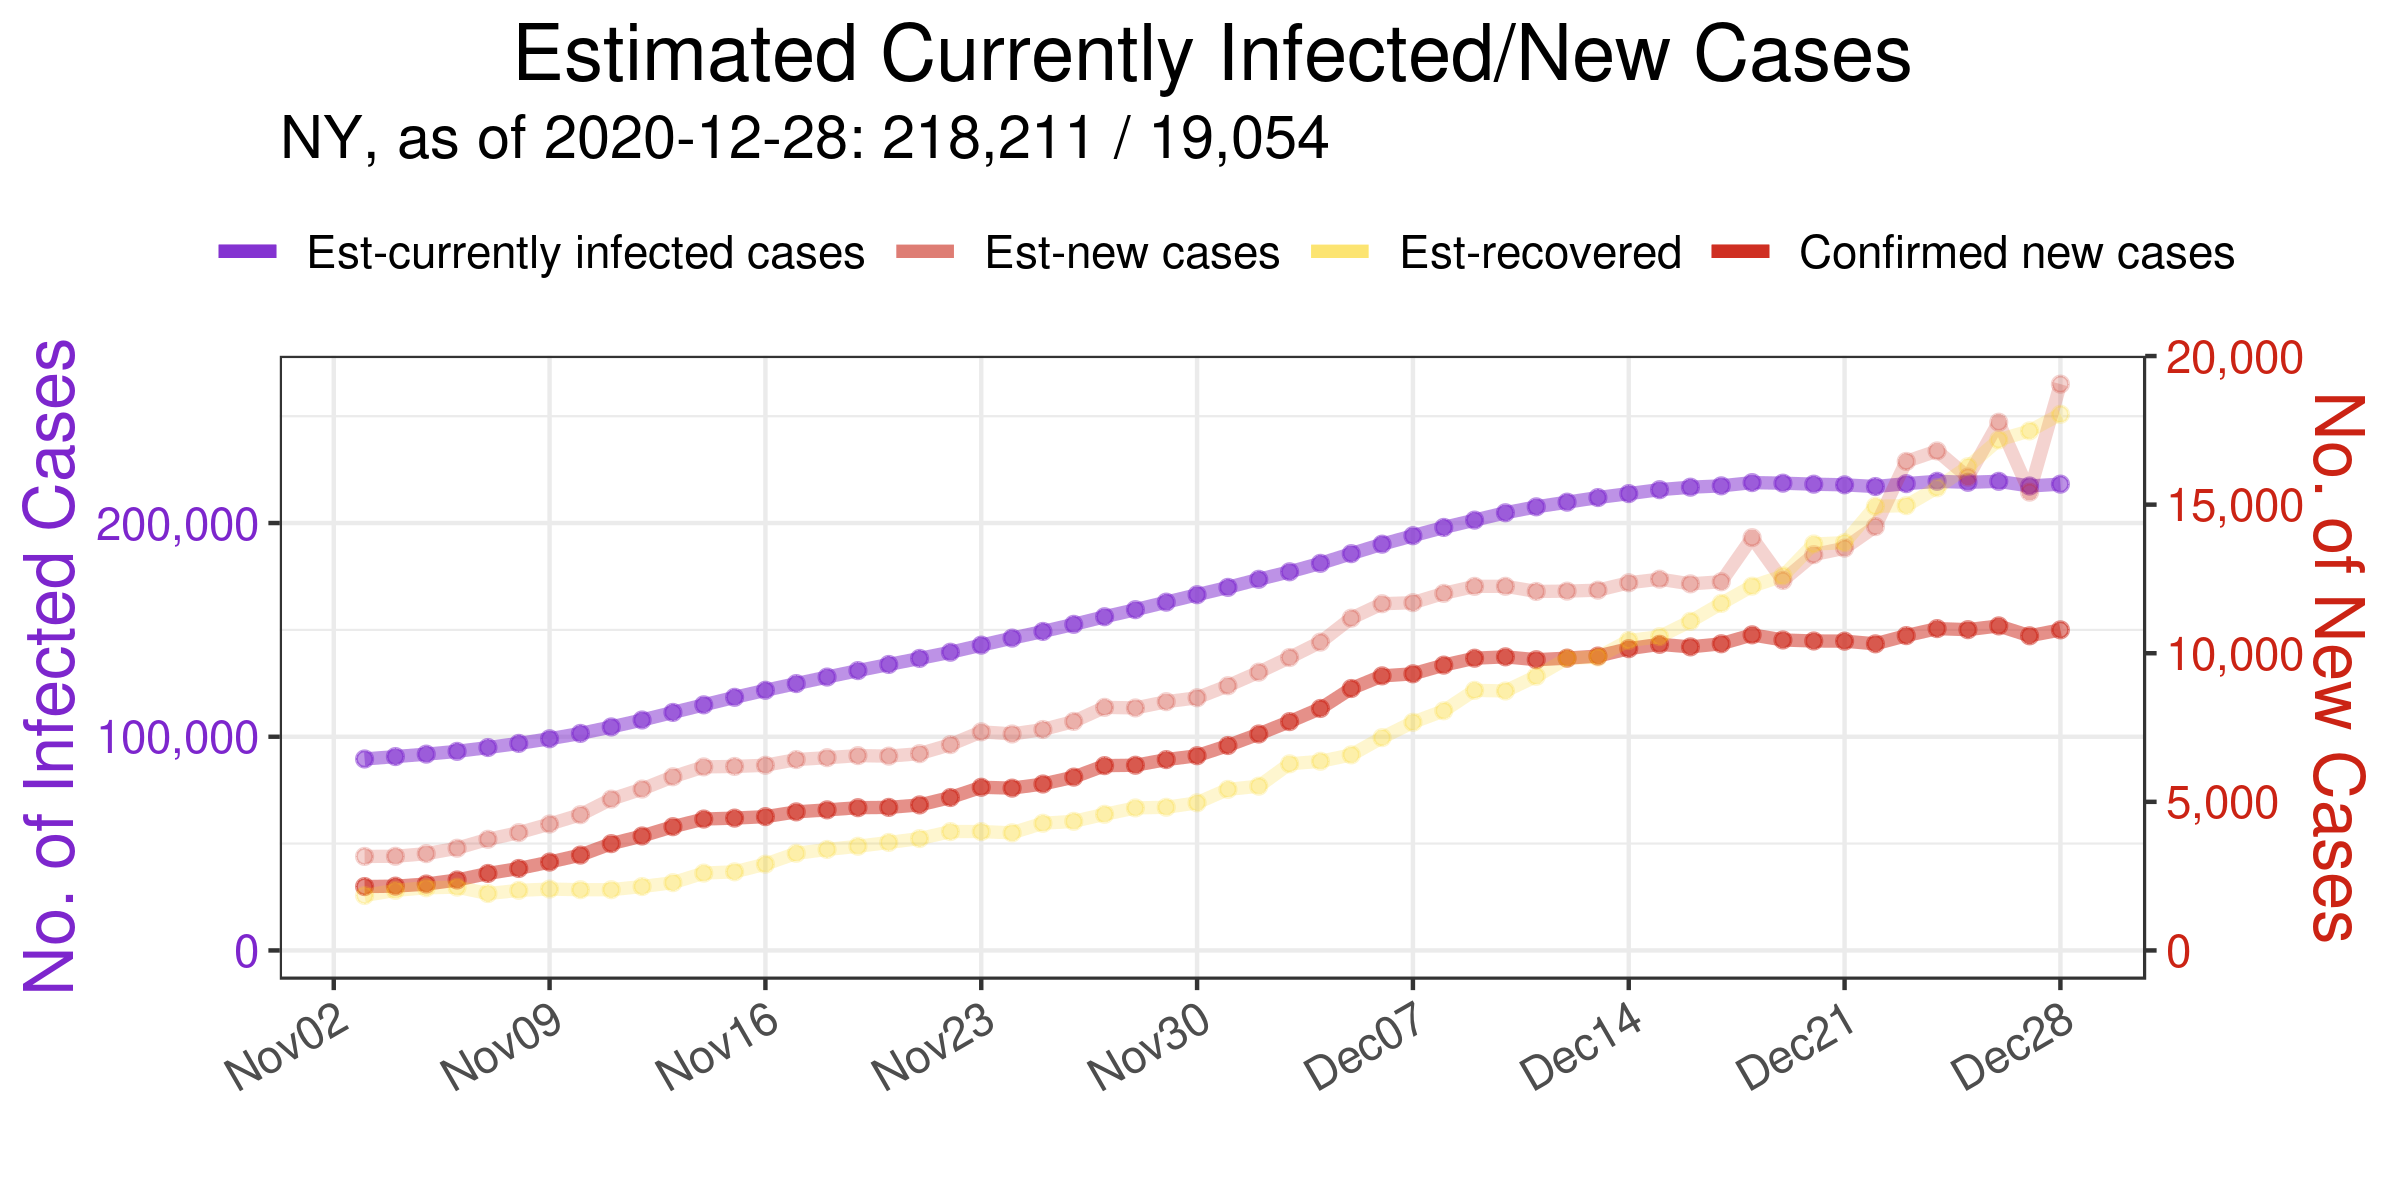 Estimated Currently Infected/New Cases
NY, as of 2020-12-28: 218,211 / 19,054
Est-currently infected cases Est-new cases Est-recovered Confirmed new cases
No. of Infected Cases
200,000
100,000
0
20,000
15,000
10,000
5,000
0
No. of New Cases
Nov02 Nov09 Nov16 Nov23 Nov30 Dec07 Dec14 Dec21 Dec28